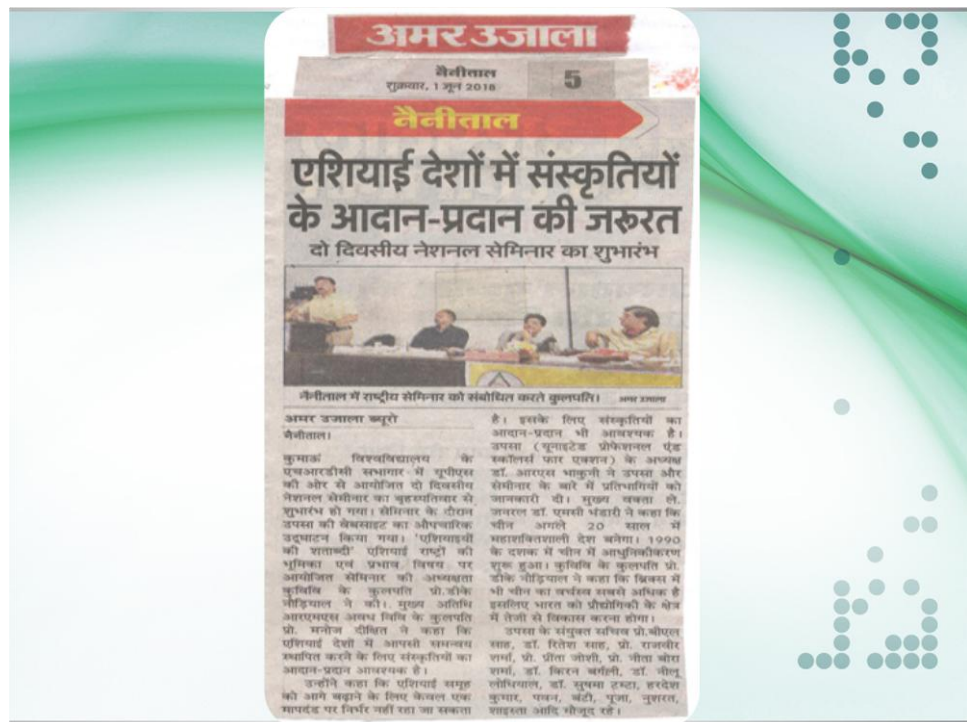 अमर उजाला
नैनीताल
शुक्रवार, 1 जून 2018
5
नैनीताल
एशियाई देशों में संस्कृतियों
के आदान-प्रदान की जरूरत
दो दिवसीय नेशनल सेमिनार का शुभारंभ
नैनीताल में राष्ट्रीय सेमिनार को संबोधित करते कुलपति। अमर उजाला
अमर उजाला ब्यूरो
नैनीताल।
कुमाऊं विश्वविद्यालय के
एचआरडीसी सभागार में यूपीएस
की ओर से आयोजित दो दिवसीय
नेशनल सेमीनार का बृहस्पतिवार से
शुभारंभ हो गया। सेमिनार के दौरान
उपसा की वेबसाइट का औपचारिक
उद्घाटन किया गया। 'एशियाइयों
की शताब्दी' एशियाई राष्ट्रों की
भूमिका एवं प्रभाव विषय पर
आयोजित सेमिनार की अध्यक्षता
कुविवि के कुलपति प्रो.डीके
नौड़ियाल ने की। मुख्य अतिथि
आरएमएस अवध विवि के कुलपति
प्रो. मनोज दीक्षित ने कहा कि
एशियाई देशों में आपसी समन्वय
स्थापित करने के लिए संस्कृतियों का
आदान-प्रदान आवश्यक है।
उन्होंने कहा कि एशियाई समूह
को आगे बढ़ाने के लिए केवल एक
मापदंड पर निर्भर नहीं रहा जा सकता
है। इसके लिए संस्कृतियों का
आदान-प्रदान भी आवश्यक है।
उपसा (यूनाइटेड प्रोफेशनल एंड
स्कॉलर्स फार एक्शन) के अध्यक्ष
डॉ. आरएस भाकुनी ने उपसा और
सेमीनार के बारे में प्रतिभागियों को
जानकारी दी। मुख्य वक्ता ले.
जनरल डॉ. एमसी भंडारी ने कहा कि
चीन अगले 20 साल में
महाशक्तिशाली देश बनेगा। 1990
के दशक में चीन में आधुनिकीकरण
शुरू हुआ। कुविवि के कुलपति प्रो.
डीके नौड़ियाल ने कहा कि ब्रिक्स में
भी चीन का वर्चस्व सबसे अधिक है
इसलिए भारत को प्रौद्योगिकी के क्षेत्र
में तेजी से विकास करना होगा।
उपसा के संयुक्त सचिव प्रो.बीएल
साह, डॉ. रितेश साह, प्रो. राजवीर
शर्मा, प्रो. प्रीता जोशी, प्रो. नीता बोरा
शर्मा, डॉ. किरन बर्गली, डॉ. नीलू
लोधियाल, डॉ. सुषमा टम्टा, हरदेश
कुमार, पवन, बंटी, पूजा, नुशरत,
शाइस्ता आदि मौजूद रहे।